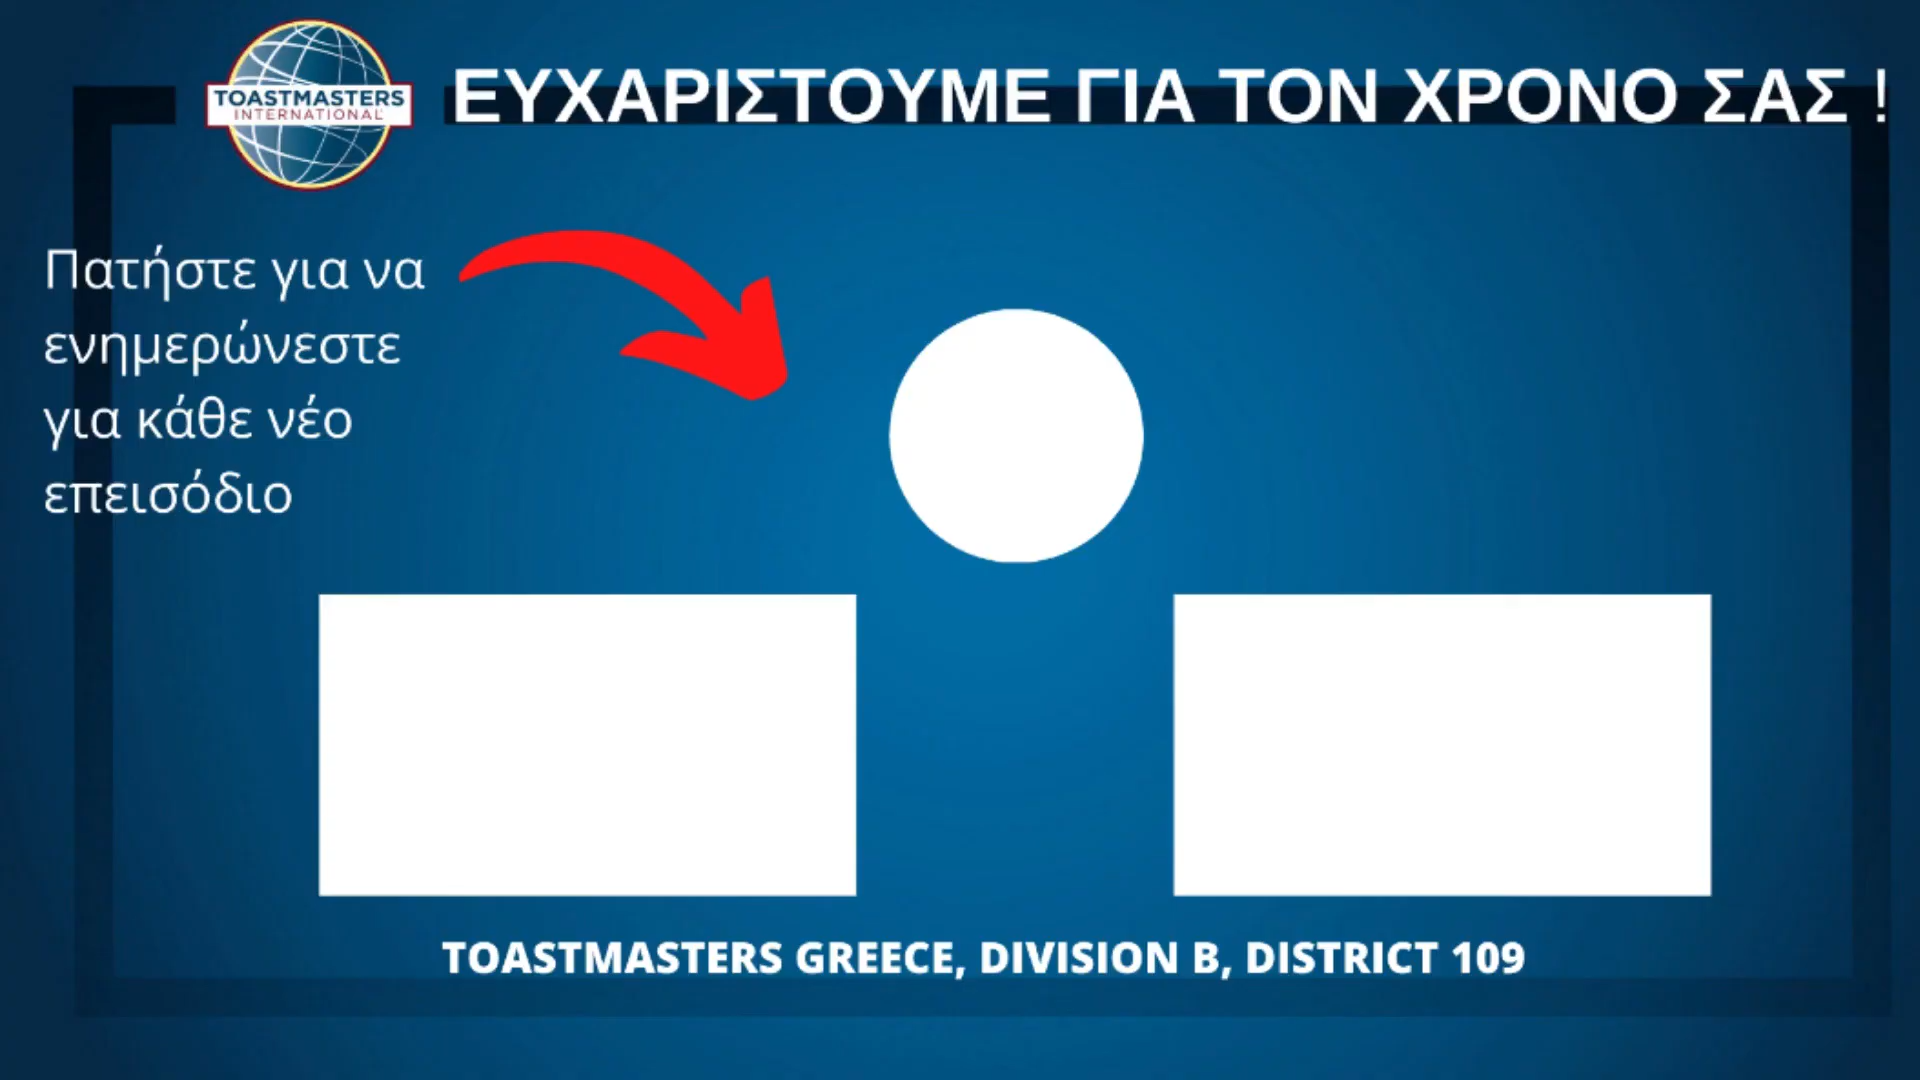 TOASTMASTERS
INTERNATIONAL
ΕΥΧΑΡΙΣΤΟΥΜΕ ΓΙΑ ΤΟΝ ΧΡΟΝΟ ΣΑΣ !
Πατήστε για να
ενημερώνεστε
για κάθε νέο
επεισόδιο
TOASTMASTERS GREECE, DIVISION B, DISTRICT 109